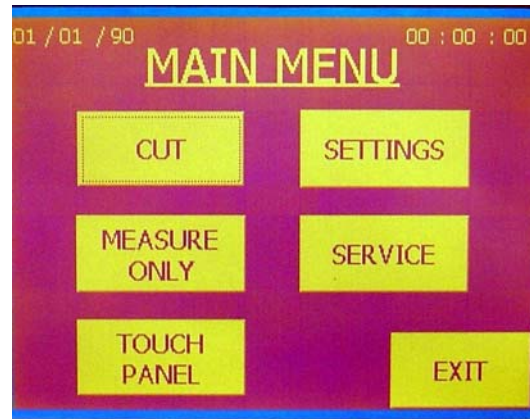 01/01 /90 00 : 00 : 00
MAIN MENU
CUT SETTINGS
MEASURE
ONLY
SERVICE
TOUCH
PANEL
EXIT